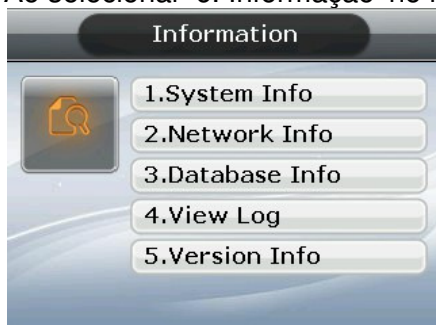 Information
1.System Info
2.Network Info
3.Database Info
4.View Log
5.Version Info